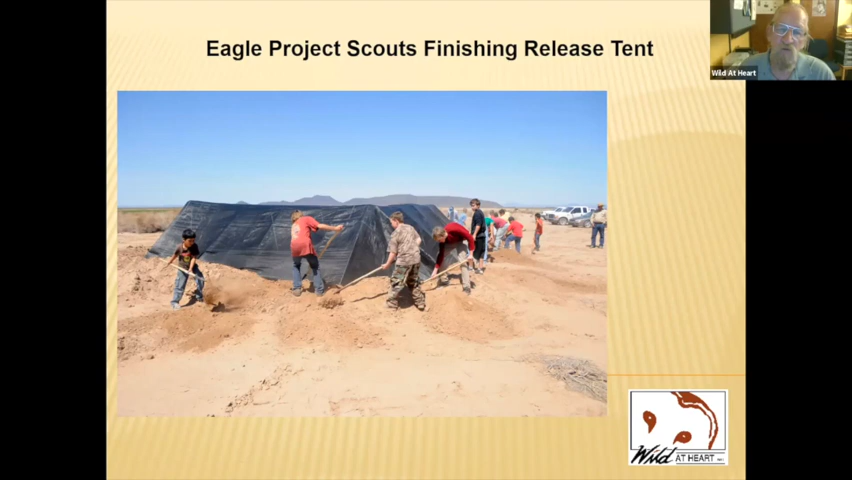 Eagle Project Scouts Finishing Release Tent
Wild At Heart
Wild AT HEART